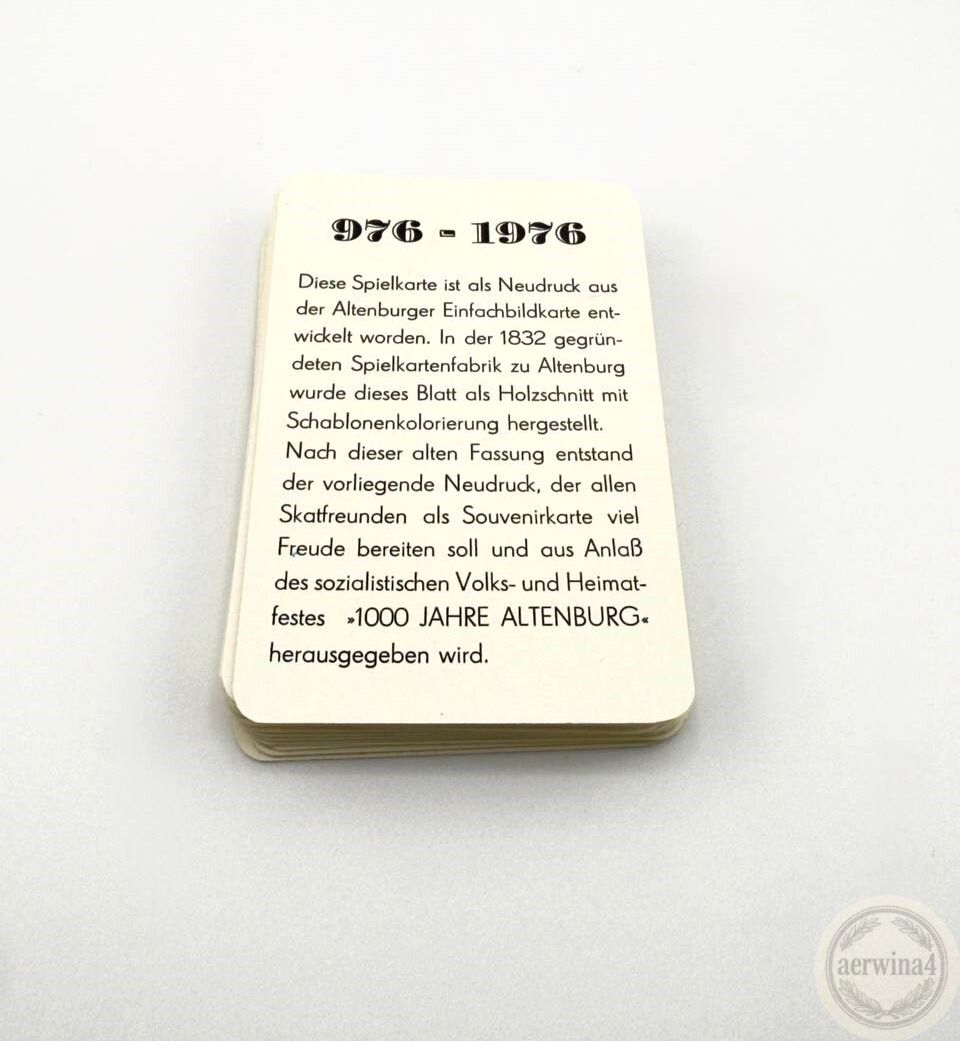 976 - 1976
Diese Spielkarte ist als Neudruck aus
der Altenburger Einfachbildkarte ent-
wickelt worden. In der 1832 gegrün-
deten Spielkartenfabrik zu Altenburg
wurde dieses Blatt als Holzschnitt mit
Schablonenkolorierung hergestellt.
Nach dieser alten Fassung entstand
der vorliegende Neudruck, der allen
Skatfreunden als Souvenirkarte viel
Freude bereiten soll und aus Anlaß
des sozialistischen Volks- und Heimat-
festes »1000 JAHRE ALTENBURG«
herausgegeben wird.
aerwina4